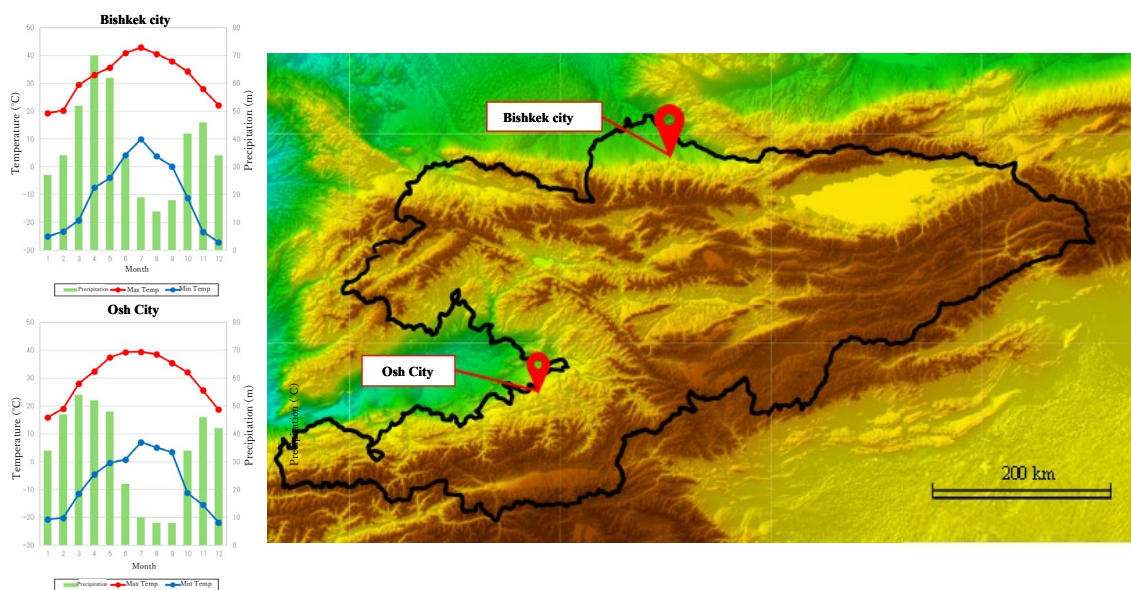 Bishkek city
50
40
30
20
10
0
-10
-20
-30
80
70
60
50
40
30
20
10
0
Temperature (℃)
Precipitation (m)
1 2 3 4 5 6 7 8 9 10 11 12
Month
Precipitation Max Temp Min Temp
Osh City
50
40
30
20
10
0
-10
-20
-30
80
70
60
50
40
30
20
10
0
Temperature (℃)
Precipitation (m)
1 2 3 4 5 6 7 8 9 10 11 12
Month
Precipitation Max Temp Min Temp
Bishkek city
Osh City
Precipitation (℃)
200 km